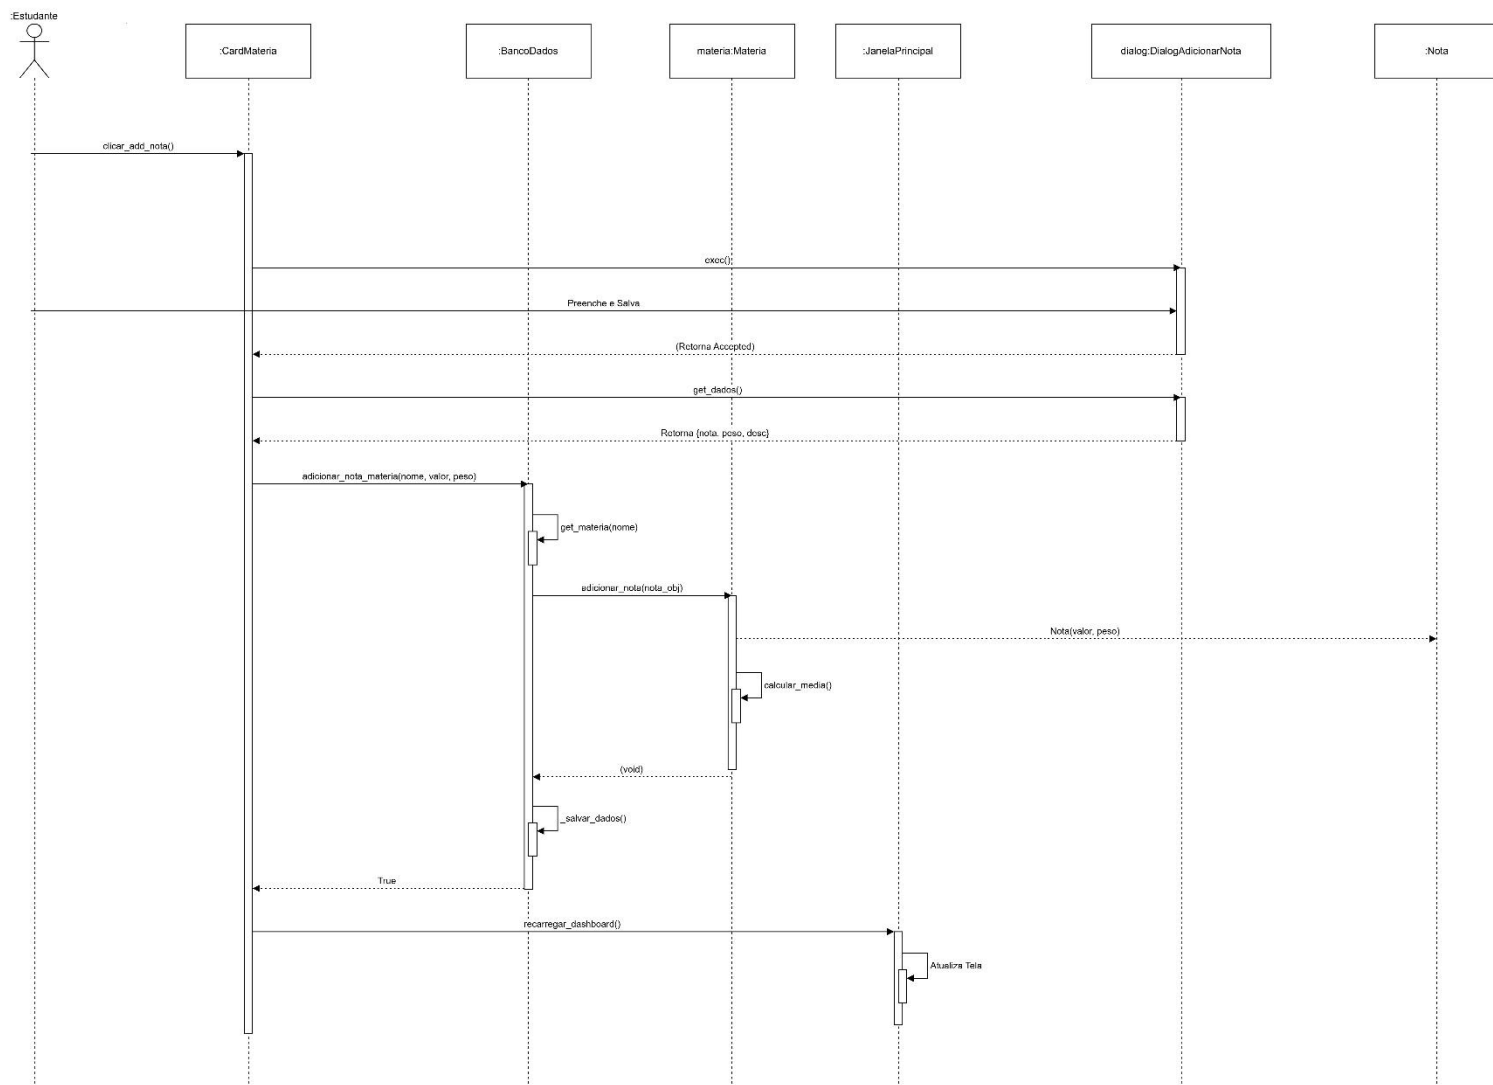 :Estudante
:CardMateria
:BancoDados
materia:Materia
:JanelaPrincipal
dialog:DialogAdicionarNota
:Nota
clicar_add_nota()
exec()
Preenche e Salva
(Retorna Accepted)
get_dados()
Retorna {nota, peso, desc}
adicionar_nota_materia(nome, valor, peso)
get_materia(nome)
adicionar_nota(nota_obj)
Nota(valor, peso)
calcular_media()
(void)
_salvar_dados()
True
recarregar_dashboard()
Atualiza Tela